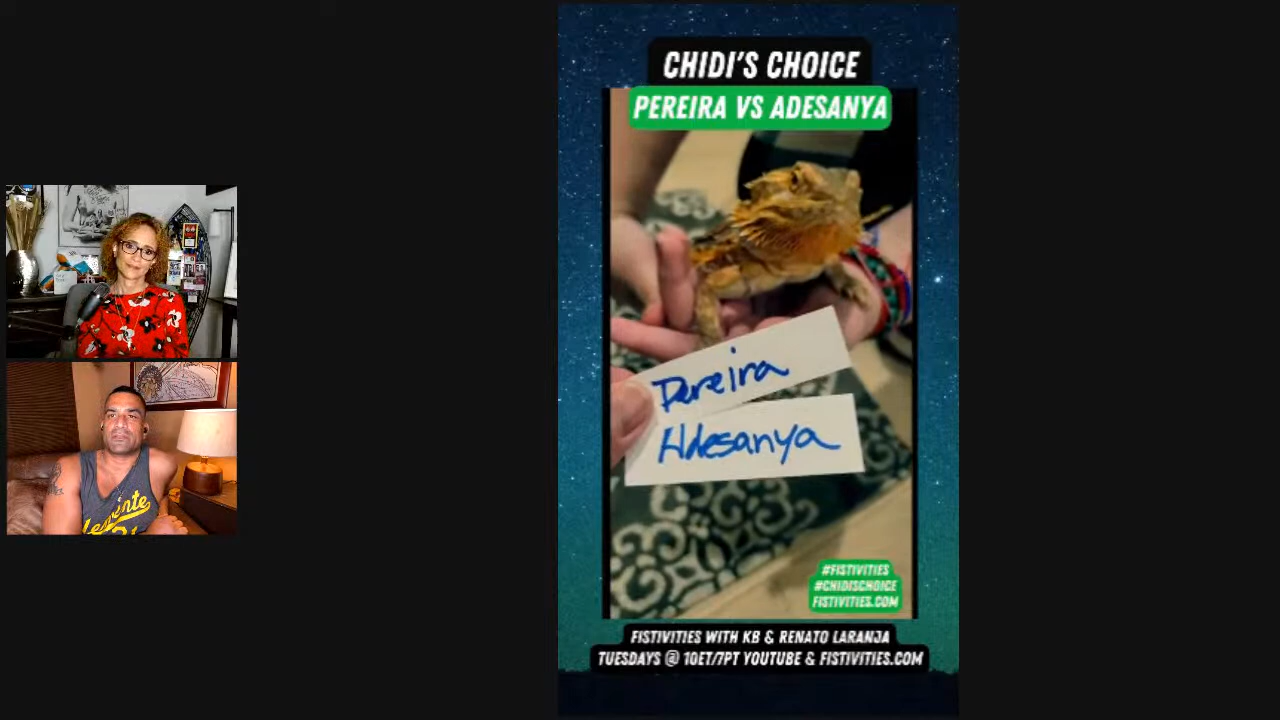 CHIDI'S CHOICE
PEREIRA VS ADESANYA
Pereira
Adesanya
#FISTIVITIES
#CHIDISCHOICE
FISTIVITIES.COM
FISTIVITIES WITH KB & RENATO LARANJA
TUESDAYS @ 10ET/7PT YOUTUBE & FISTIVITIES.COM